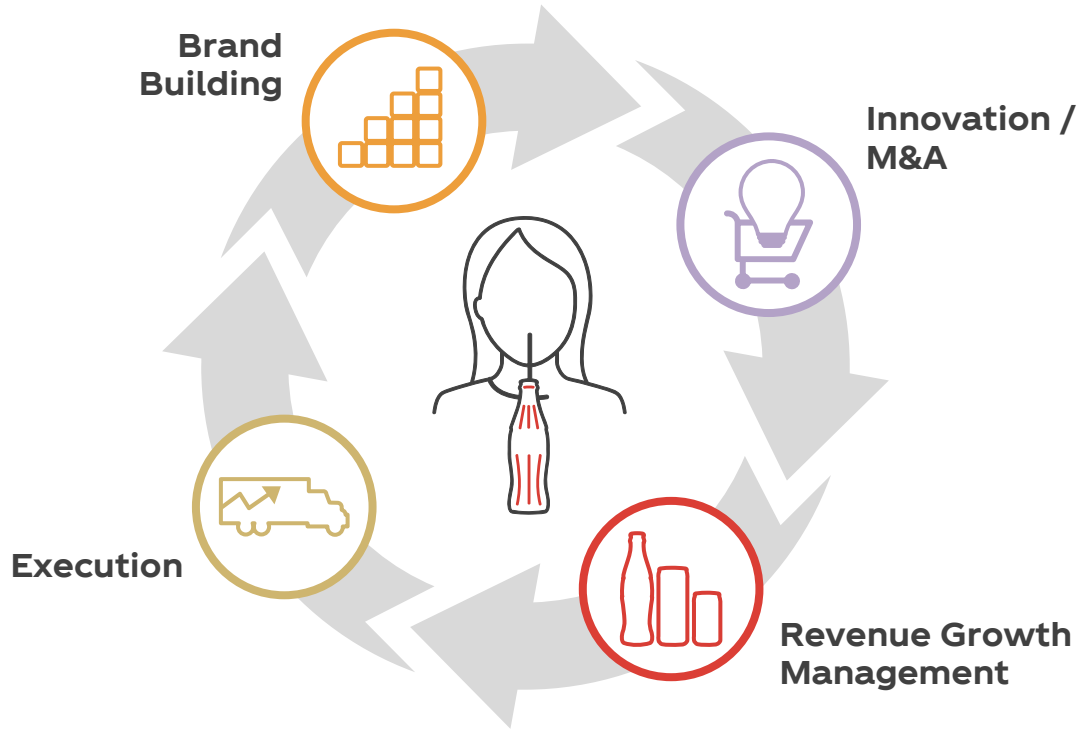 Brand
Building
Innovation /
M&A
Revenue Growth
Management
Execution